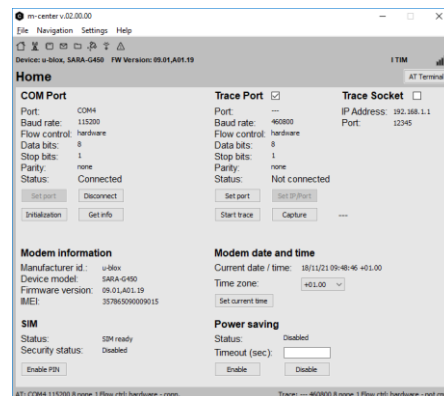 m-center v.02.00.00
File Navigation Settings Help
Device: u-blox, SARA-G450 FW Version: 09.01,A01.19 I TIM
Home
AT Terminal
COM Port
Port: COM4
Baud rate: 115200
Flow control: hardware
Data bits: 8
Stop bits: 1
Parity: none
Status: Connected
Set port Disconnect
Initialization Get info
Trace Port
Port: ---
Baud rate: 460800
Flow control: hardware
Data bits: 8
Stop bits: 1
Parity: none
Status: Not connected
Set port Set IP/Port
Start trace Capture ----
Trace Socket
IP Address: 192.168.1.1
Port: 12345
Modem information
Manufacturer id.: u-blox
Device model: SARA-G450
Firmware version: 09.01,A01.19
IMEI: 357865090009015
Modem date and time
Current date / time: 18/11/21 09:48:46 +01.00
Time zone: +01.00
Set current time
SIM
Status: SIM ready
Security status: Disabled
Enable PIN
Power saving
Status: Disabled
Timeout (sec):
Enable Disable
AT: COM4 115200 8 none 1 Flow ctrl: hardware - conn.
Trace: --- 460800 8 none 1 Flow ctrl: hardware - not co